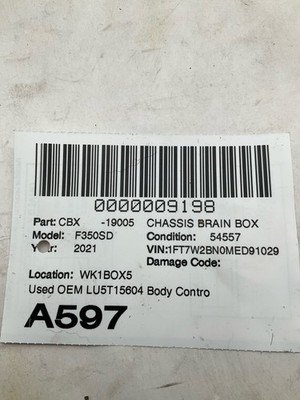 0000009198
Part: CBX -19005 CHASSIS BRAIN BOX
Model: F350SD Condition: 54557
Year: 2021 VIN:1FT7W2BN0MED91029
Damage Code:
Location: WK1BOX5
Used OEM LU5T15604 Body Contro
A597